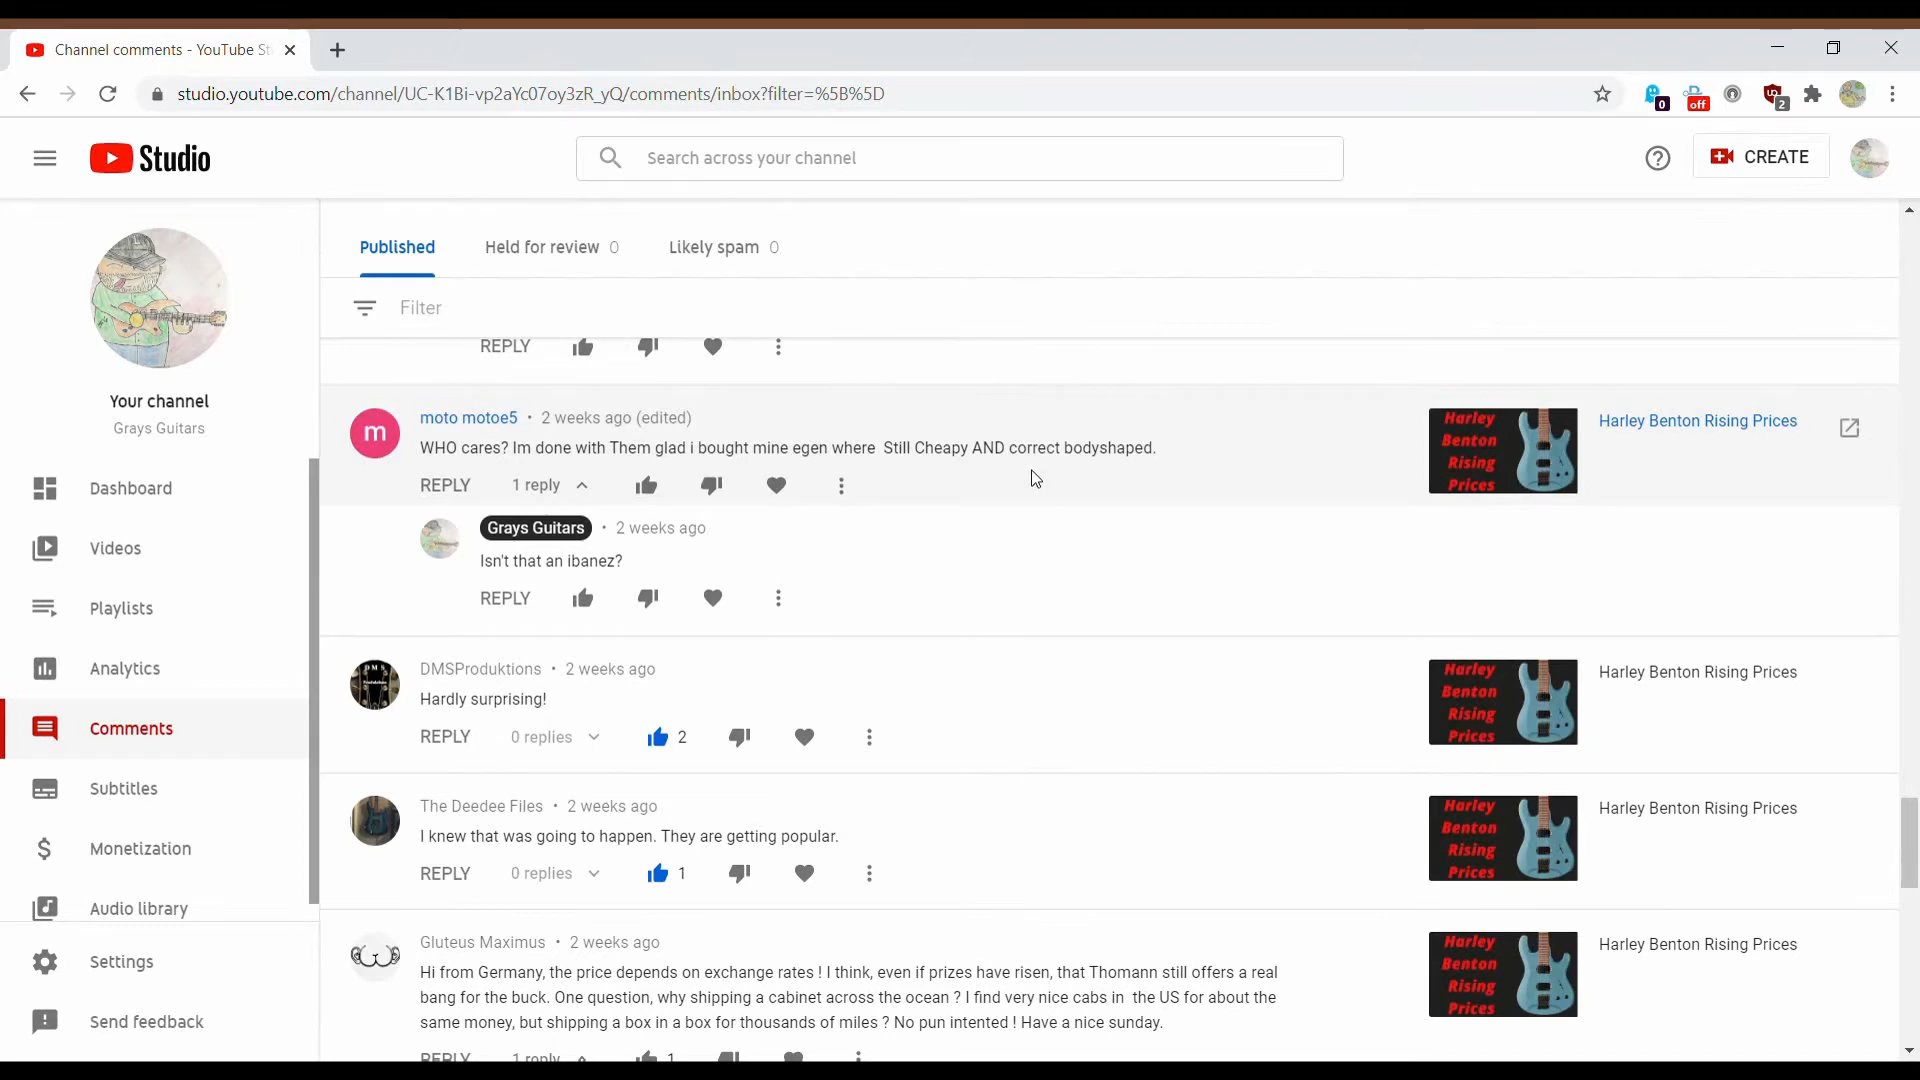 Channel comments - YouTube St
studio.youtube.com/channel/UC-K1Bi-vp2aYc07oy3zR_yQ/comments/inbox?filter=%5B%5D
0
off
2
Studio
Search across your channel
CREATE
Your channel
Grays Guitars
Dashboard
Videos
Playlists
Analytics
Comments
Subtitles
Monetization
Audio library
Settings
Send feedback
Published
Held for review 0
Likely spam 0
Filter
REPLY
m
moto motoe5 • 2 weeks ago (edited)
WHO cares? Im done with Them glad i bought mine egen where Still Cheapy AND correct bodyshaped.
REPLY 1 reply
Harley
Benton
Rising
Prices
Harley Benton Rising Prices
Grays Guitars • 2 weeks ago
Isn't that an ibanez?
REPLY
DMS
Produktions
DMSProduktions • 2 weeks ago
Hardly surprising!
REPLY 0 replies 2
Harley
Benton
Rising
Prices
Harley Benton Rising Prices
The Deedee Files • 2 weeks ago
I knew that was going to happen. They are getting popular.
REPLY 0 replies 1
Harley
Benton
Rising
Prices
Harley Benton Rising Prices
Gluteus Maximus • 2 weeks ago
Hi from Germany, the price depends on exchange rates ! I think, even if prizes have risen, that Thomann still offers a real
bang for the buck. One question, why shipping a cabinet across the ocean ? I find very nice cabs in the US for about the
same money, but shipping a box in a box for thousands of miles ? No pun intented ! Have a nice sunday.
REPLY 1 reply 1
Harley
Benton
Rising
Prices
Harley Benton Rising Prices